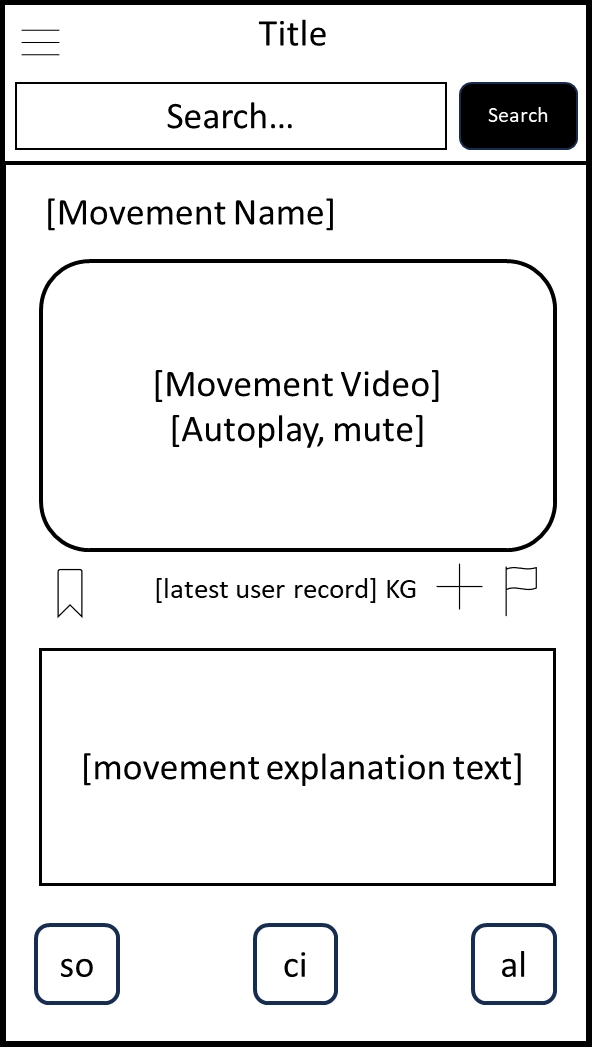 Title
Search...
Search
[Movement Name]
[Movement Video]
[Autoplay, mute]
[latest user record] KG
[movement explanation text]
so
ci
al